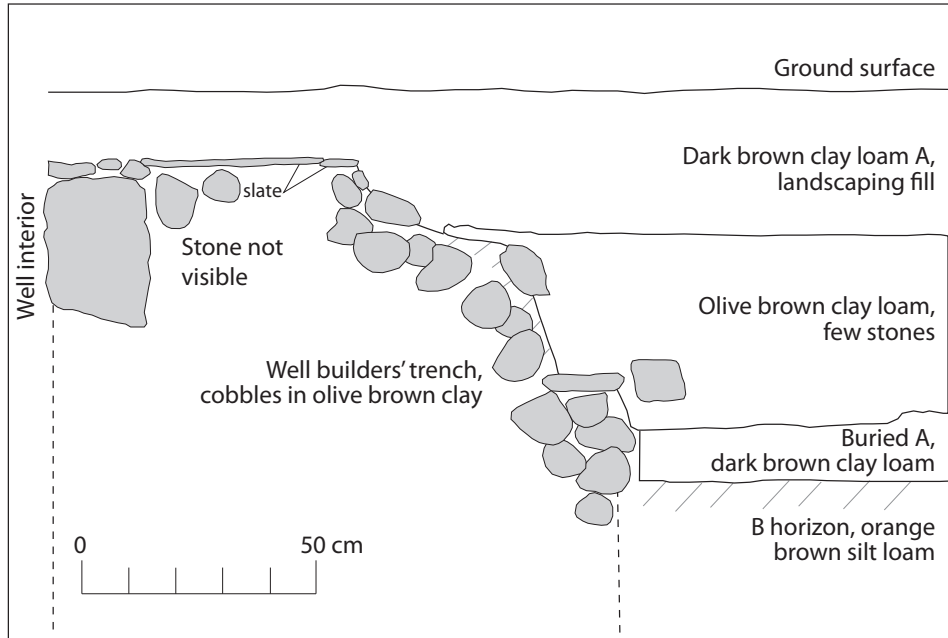 Ground surface
Dark brown clay loam A,
landscaping fill
Well interior
slate
Stone not
visible
Olive brown clay loam,
few stones
Well builders’ trench,
cobbles in olive brown clay
Buried A,
dark brown clay loam
B horizon, orange
brown silt loam
0 50 cm